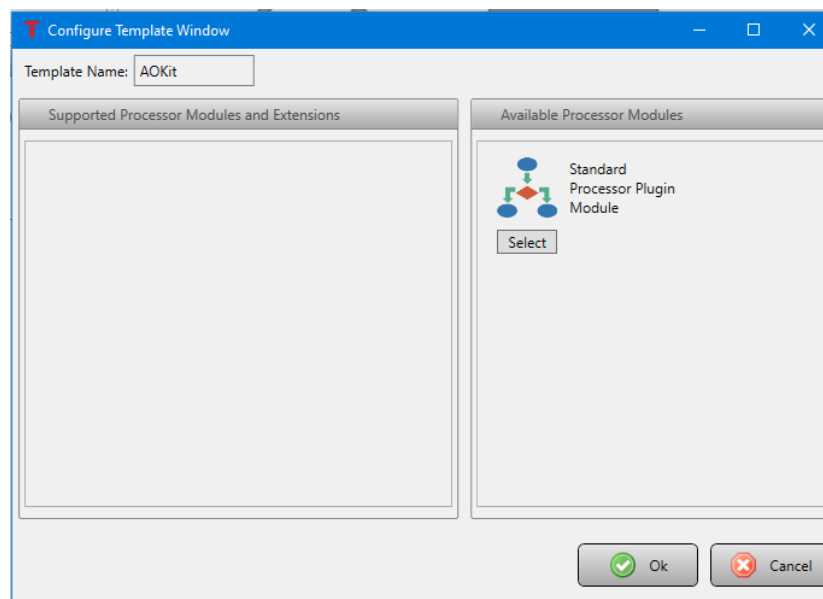 Configure Template Window
Template Name: AOKit
Supported Processor Modules and Extensions
Available Processor Modules
Standard
Processor Plugin
Module
Select
Ok
Cancel